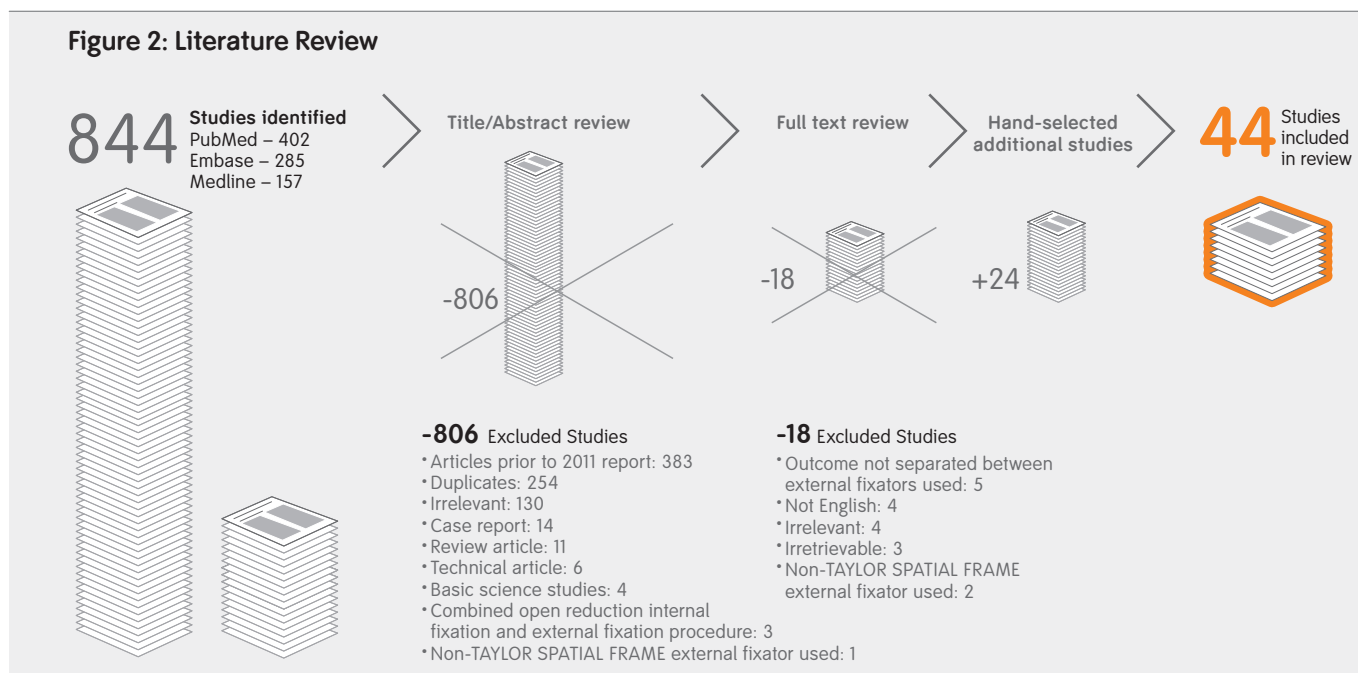 Figure 2: Literature Review
844
Studies identified
PubMed – 402
Embase – 285
Medline – 157
Title/Abstract review
-806
Full text review
-18
Hand-selected
additional studies
+24
44
Studies
included
in review
-806 Excluded Studies
• Articles prior to 2011 report: 383
• Duplicates: 254
• Irrelevant: 130
• Case report: 14
• Review article: 11
• Technical article: 6
• Basic science studies: 4
• Combined open reduction internal
fixation and external fixation procedure: 3
• Non-TAYLOR SPATIAL FRAME external fixator used: 1
-18 Excluded Studies
• Outcome not separated between
external fixators used: 5
• Not English: 4
• Irrelevant: 4
• Irretrievable: 3
• Non-TAYLOR SPATIAL FRAME
external fixator used: 2